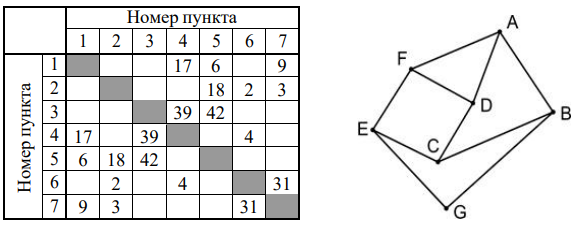 Номер пункта
1 2 3 4 5 6 7
Номер пункта
1 17 6 9
2 18 2 3
3 39 42
4 17 39 4
5 6 18 42
6 2 4 31
7 9 3 31
A
F
D
B
E
C
G